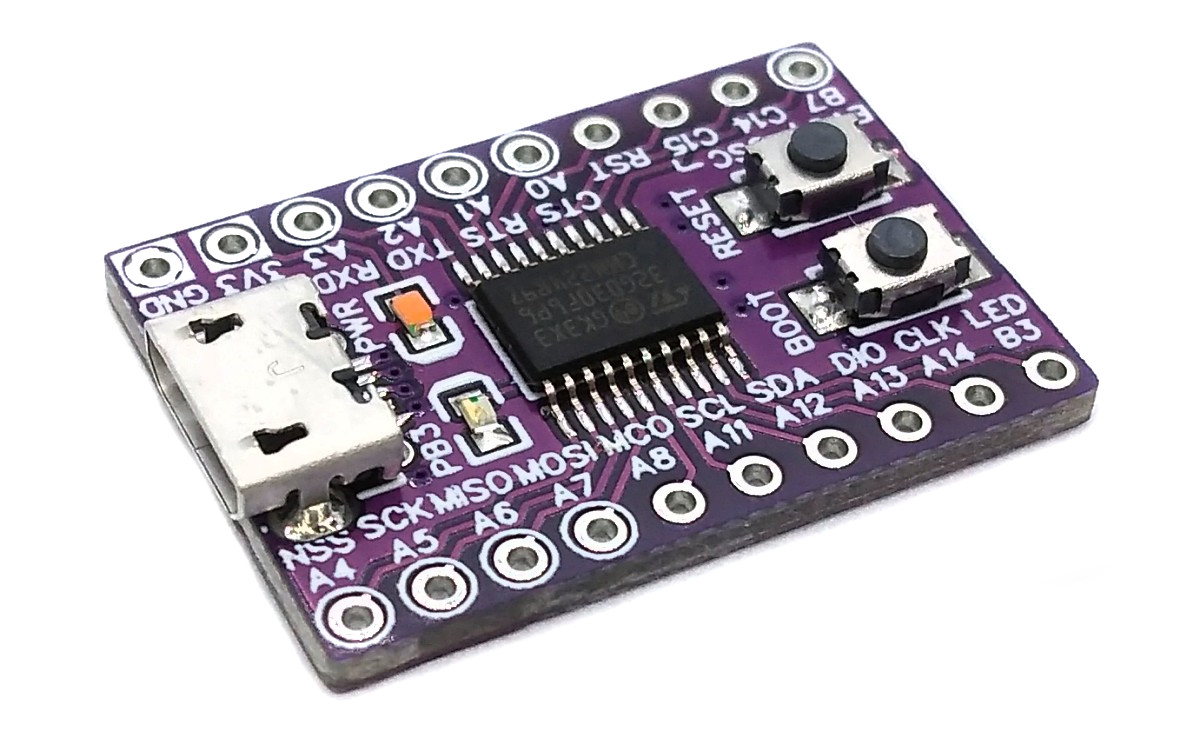 GND
3V3
A3
A2
A1
A0
RST
C15
C14
B7
RXD
TXD
RTS
CTS
PWR
PB3
RESET
BOOT
32G030F6P6
GK3X3
NSS SCK MISO MOSI MCO SCL SDA DIO CLK LED
A4 A5 A6 A7 A8 A11 A12 A13 A14 B3